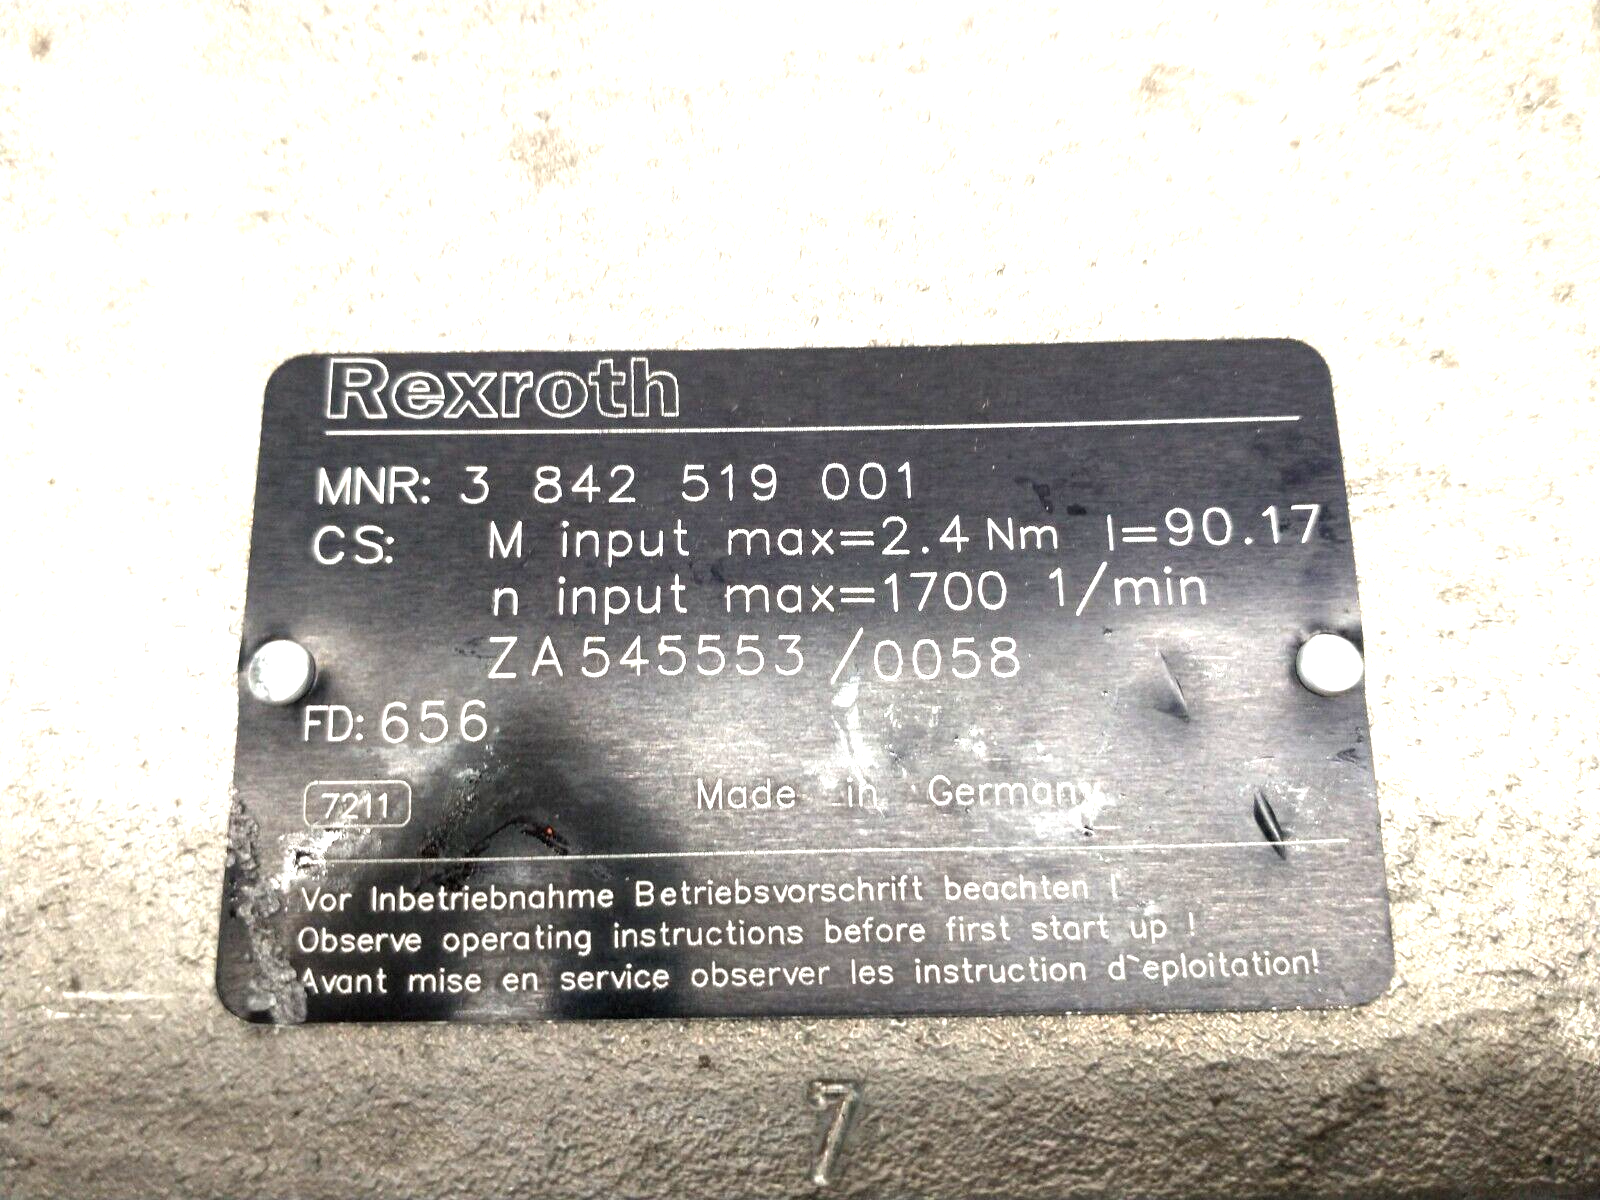 Rexroth
MNR: 3 842 519 001
CS: M input max=2.4 Nm I=90.17
n input max=1700 1/min
ZA545553/0058
FD: 656
7211
Made in Germany
Vor Inbetriebnahme Betriebsvorschrift beachten !
Observe operating instructions before first start up !
Avant mise en service observer les instruction d`eploitation!
7